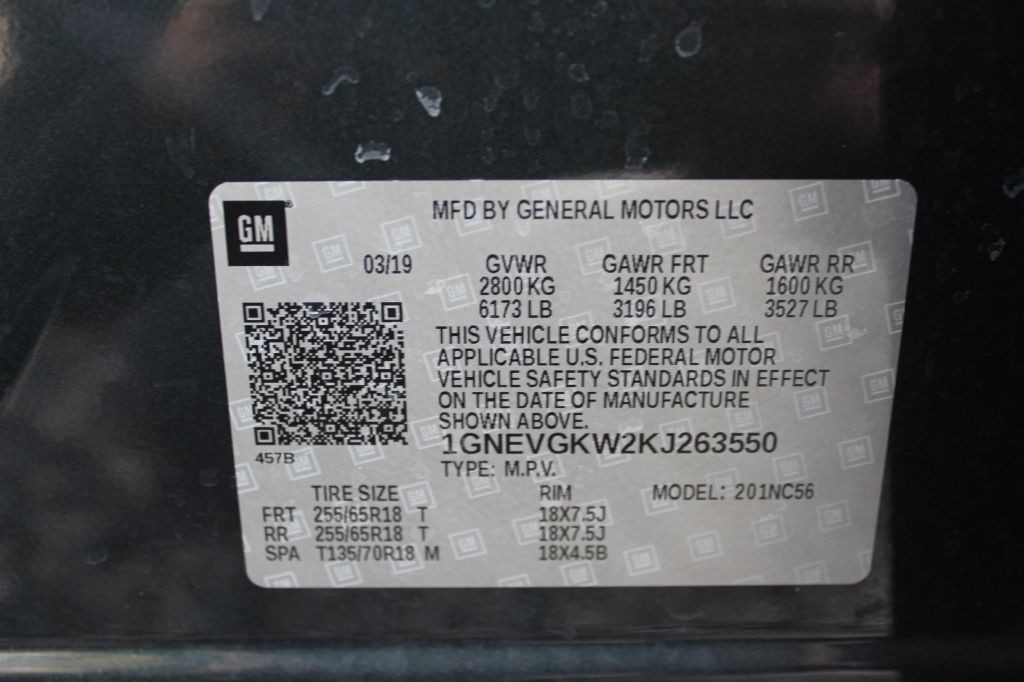 GM
MFD BY GENERAL MOTORS LLC
03/19 GVWR GAWR FRT GAWR RR
2800 KG 1450 KG 1600 KG
6173 LB 3196 LB 3527 LB
THIS VEHICLE CONFORMS TO ALL
APPLICABLE U.S. FEDERAL MOTOR
VEHICLE SAFETY STANDARDS IN EFFECT
ON THE DATE OF MANUFACTURE
SHOWN ABOVE.
1GNEVGKW2KJ263550
457B
TYPE: M.P.V.
TIRE SIZE RIM MODEL: 201NC56
FRT 255/65R18 T 18X7.5J
RR 255/65R18 T 18X7.5J
SPA T135/70R18 M 18X4.5B